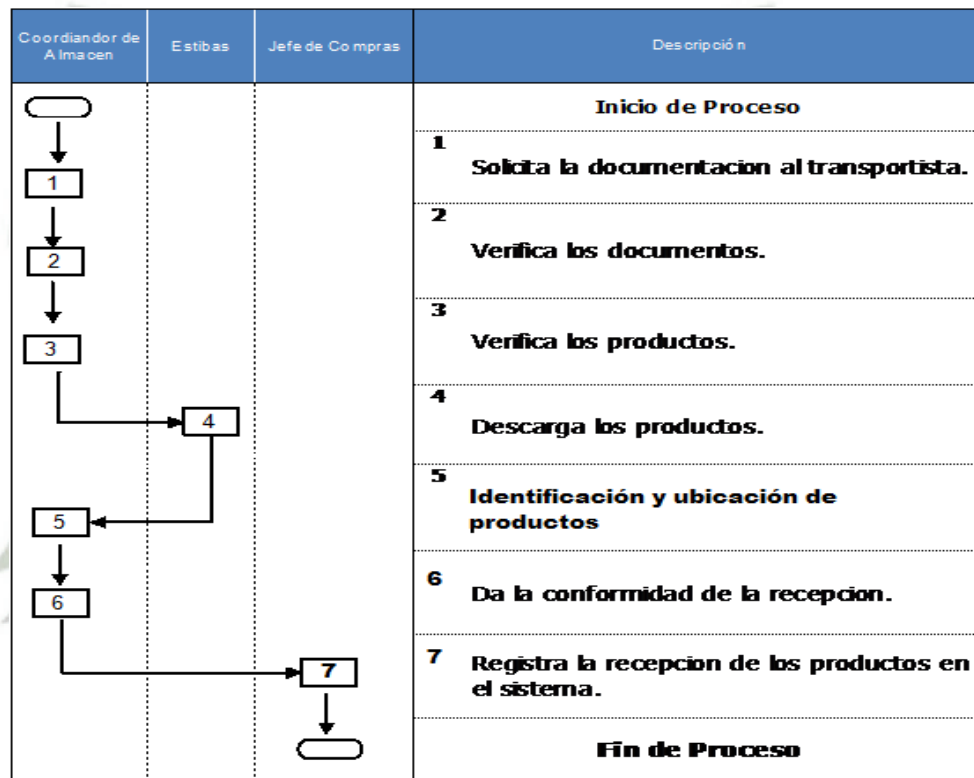 Coordiandor de
Almacen
Estibas
Jefe de Compras
Descripción
Inicio de Proceso
1
1
Solicita la documentacion al transportista.
2
2
Verifica los documentos.
3
3
Verifica los productos.
4
4
Descarga los productos.
5
5
Identificación y ubicación de
productos
6
6
Da la conformidad de la recepcion.
7
7
Registra la recepcion de los productos en
el sistema.
Fin de Proceso